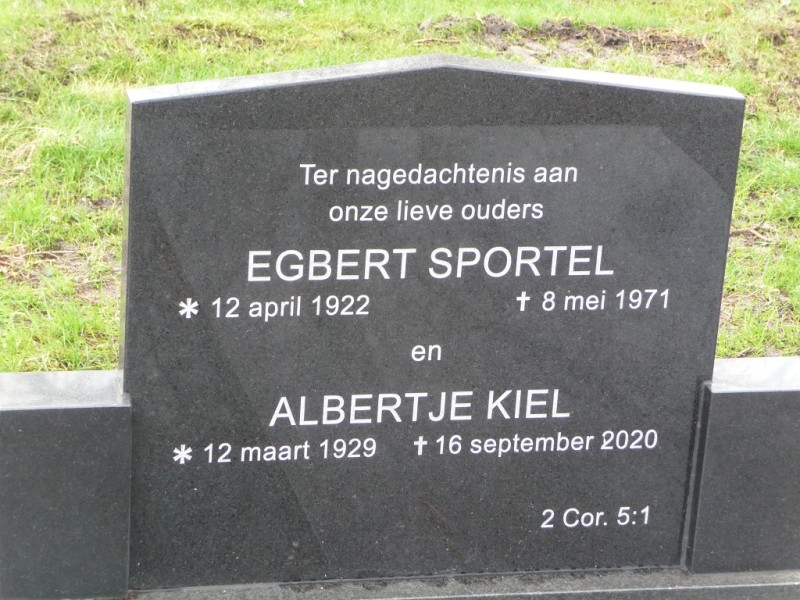 Ter nagedachtenis aan
onze lieve ouders
EGBERT SPORTEL
* 12 april 1922 ✝ 8 mei 1971
en
ALBERTJE KIEL
* 12 maart 1929 ✝ 16 september 2020
2 Cor. 5:1